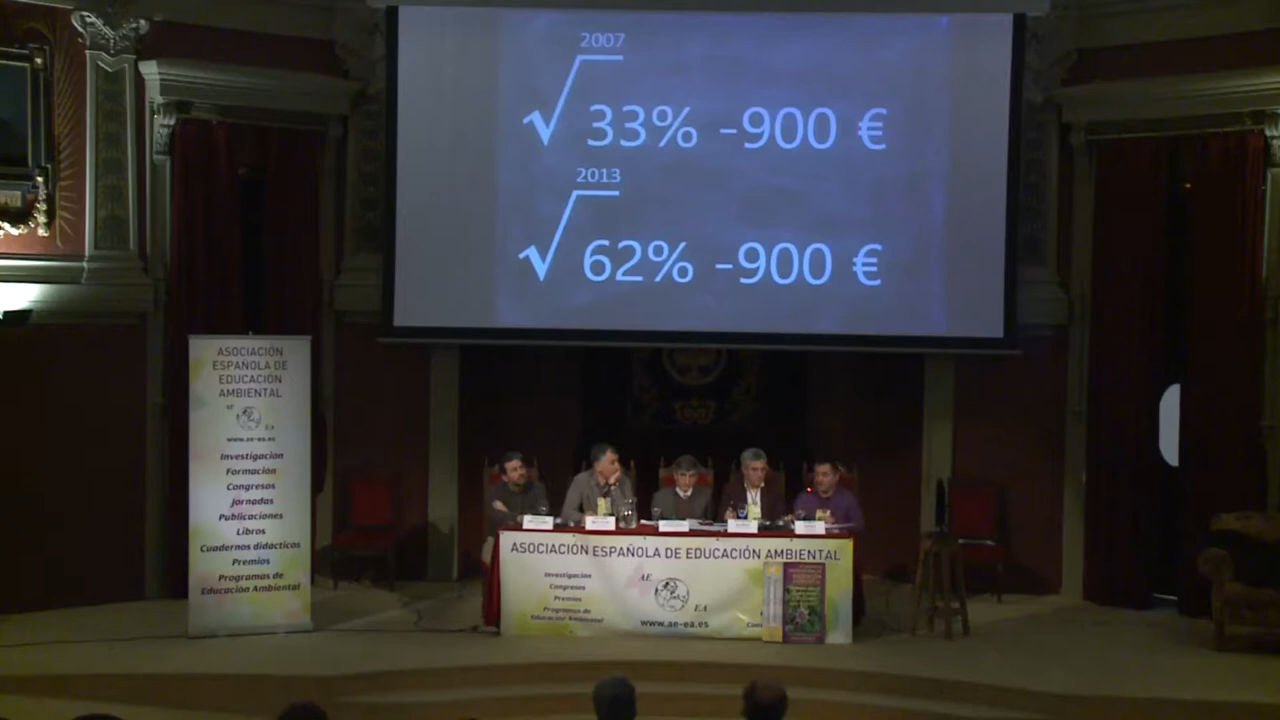 2007
√ 33% -900 €
2013
√ 62% -900 €
ASOCIACIÓN
ESPAÑOLA DE
EDUCACIÓN
AMBIENTAL
AE
EA
www.ae-ea.es
Investigación
Formación
Congresos
Jornadas
Publicaciones
Libros
Cuadernos didácticos
Premios
Programas de
Educación Ambiental
ASOCIACIÓN ESPAÑOLA DE EDUCACIÓN AMBIENTAL
Investigación
Congresos
Premios
Programas de
Educación Ambiental
AE
EA
www.ae-ea.es